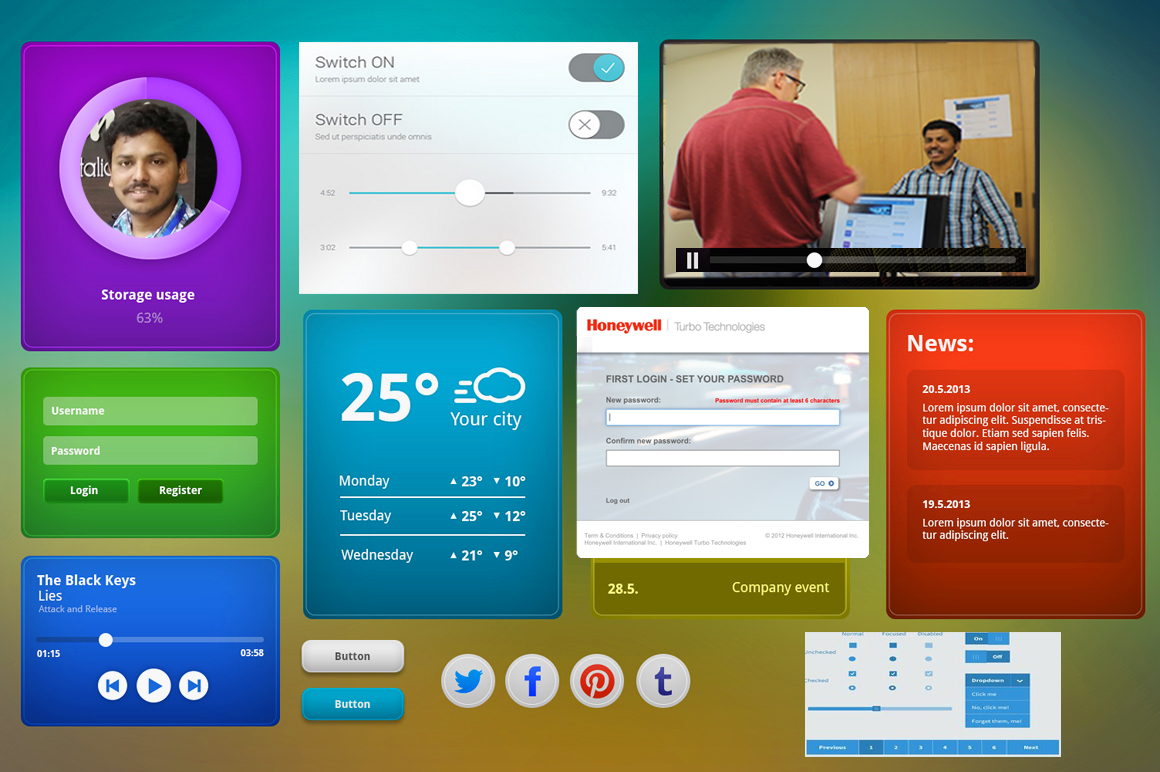 talic
Storage usage
63%
Switch ON
Lorem ipsum dolor sit amet
Switch OFF
Sed ut perspiciatis unde omnis
4:52
9:32
3:02
5:41
Username
Password
Login
Register
The Black Keys
Lies
Attack and Release
01:15
03:58
25°
Your city
Monday ▲ 23° ▼ 10°
Tuesday ▲ 25° ▼ 12°
Wednesday ▲ 21° ▼ 9°
Honeywell | Turbo Technologies
FIRST LOGIN - SET YOUR PASSWORD
New password:
Password must contain at least 6 characters
Confirm new password:
GO
Log out
Terms & Conditions | Privacy policy
© 2012 Honeywell International Inc.
Honeywell International Inc. | Honeywell Turbo Technologies
28.5.
Company event
News:
20.5.2013
Lorem ipsum dolor sit amet, consecte-
tur adipiscing elit. Suspendisse at tris-
tique dolor. Etiam sed sapien felis.
Maecenas id sapien ligula.
19.5.2013
Lorem ipsum dolor sit amet, consecte-
tur adipiscing elit.
Button
Button
f
t
Normal
Focused
Disabled
Unchecked
Checked
On
Off
Dropdown
Click me
No, click me!
Forget them, me!
Previous 1 2 3 4 5 6 Next